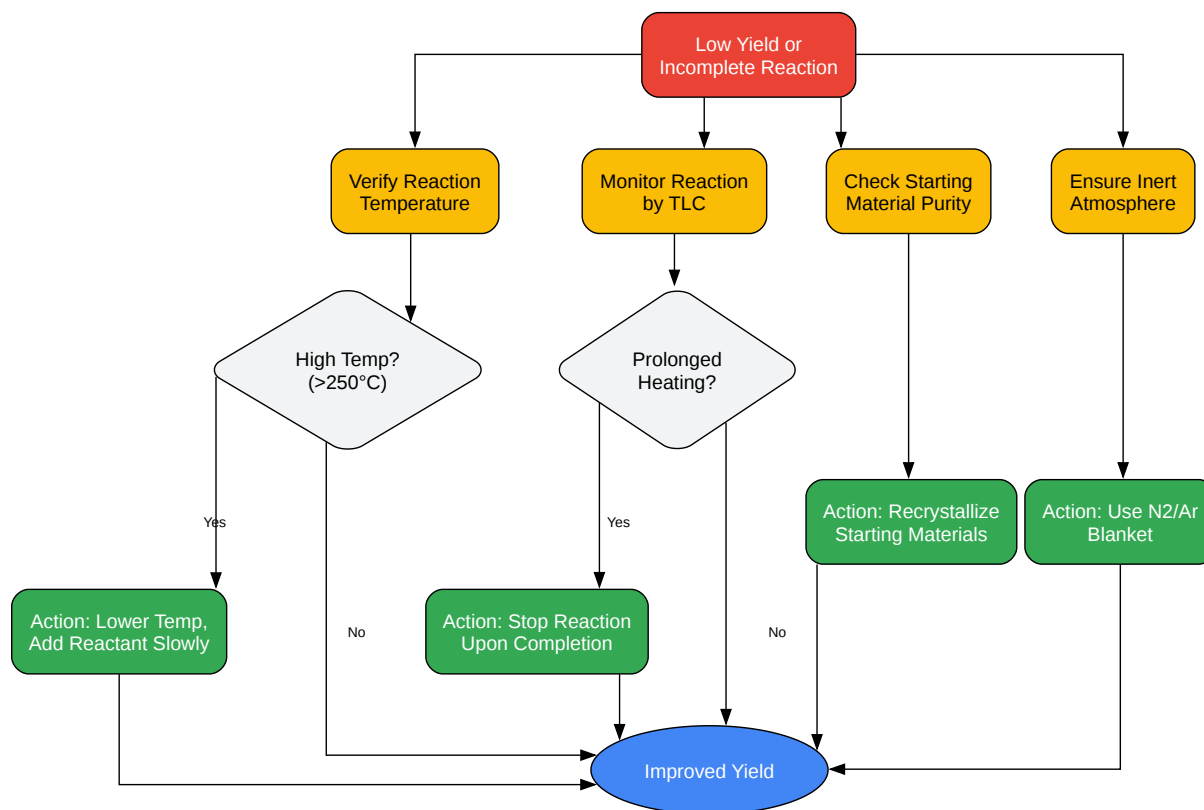 Low Yield or
Incomplete Reaction
Verify Reaction
Temperature
Monitor Reaction
by TLC
Check Starting
Material Purity
Ensure Inert
Atmosphere
High Temp?
(>250°C)
Prolonged
Heating?
Action: Recrystallize
Starting Materials
Action: Use N2/Ar
Blanket
Yes
Yes
Action: Lower Temp,
Add Reactant Slowly
No
Action: Stop Reaction
Upon Completion
No
Improved Yield